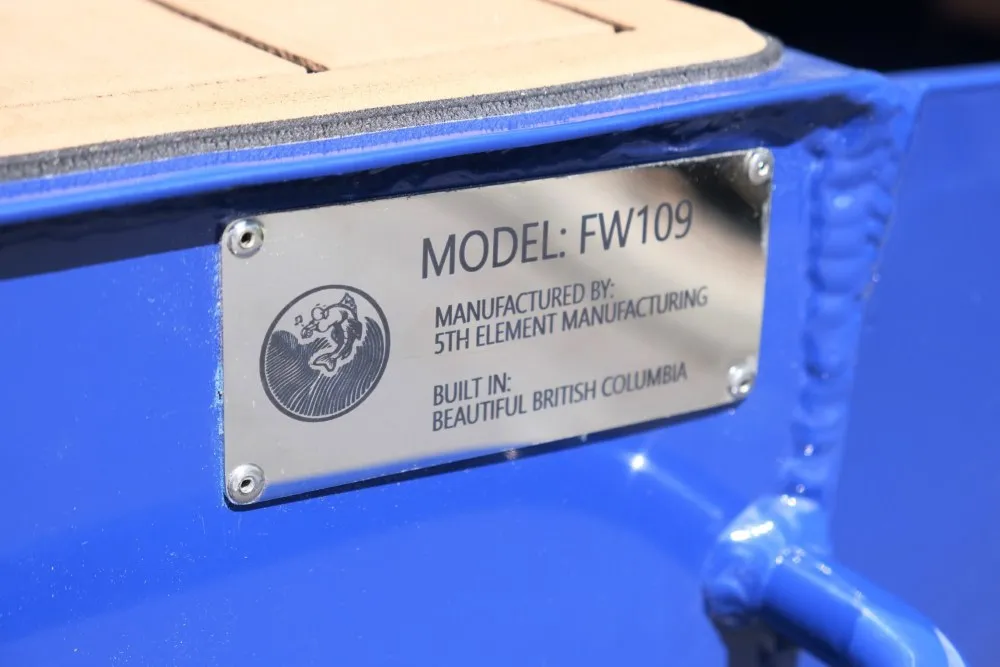 MODEL: FW109
MANUFACTURED BY:
5TH ELEMENT MANUFACTURING
BUILT IN:
BEAUTIFUL BRITISH COLUMBIA